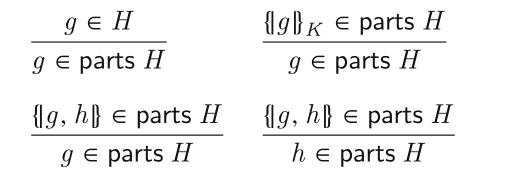 g ∈ H    {|g|}_K ∈ parts H
g ∈ parts H    g ∈ parts H
{|g, h|} ∈ parts H    {|g, h|} ∈ parts H
g ∈ parts H    h ∈ parts H